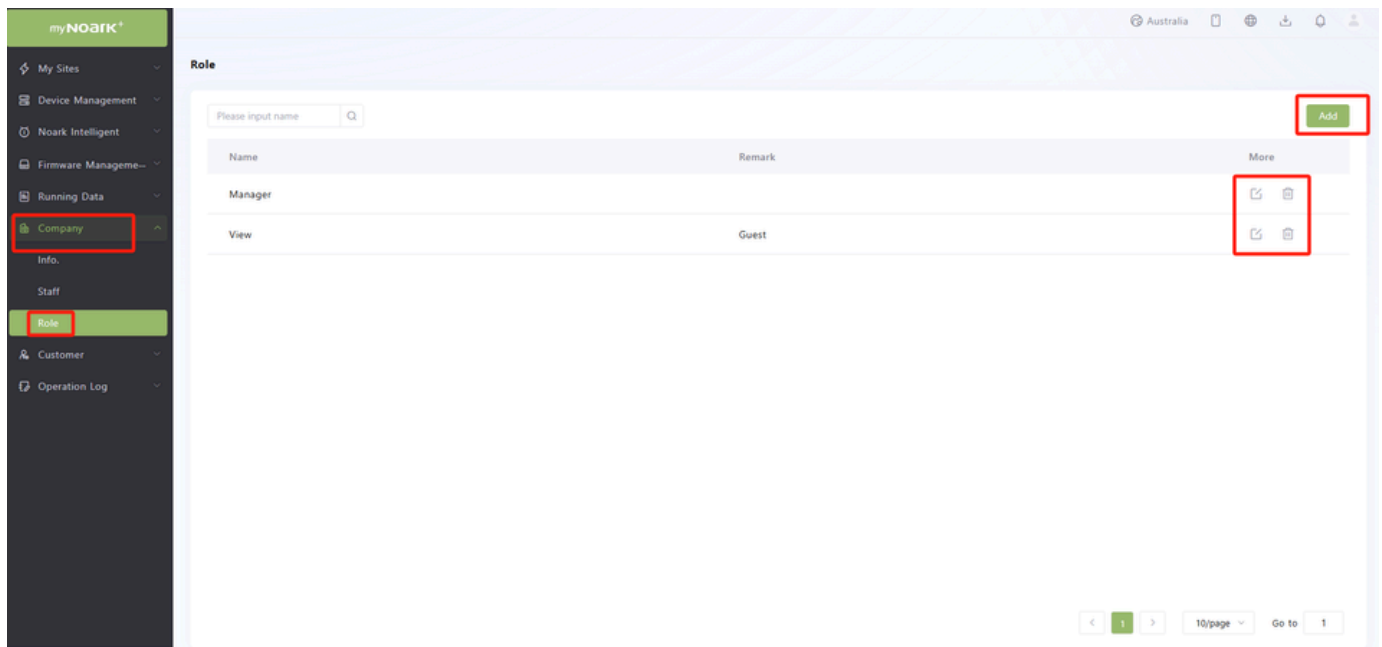 myNOARK+
Australia
My Sites
Role
Device Management
Please input name
Add
Noark Intelligent
Name Remark More
Firmware Manageme...
Manager
Running Data
Company
View Guest
Info.
Staff
Role
Customer
Operation Log
1 10/page Go to 1